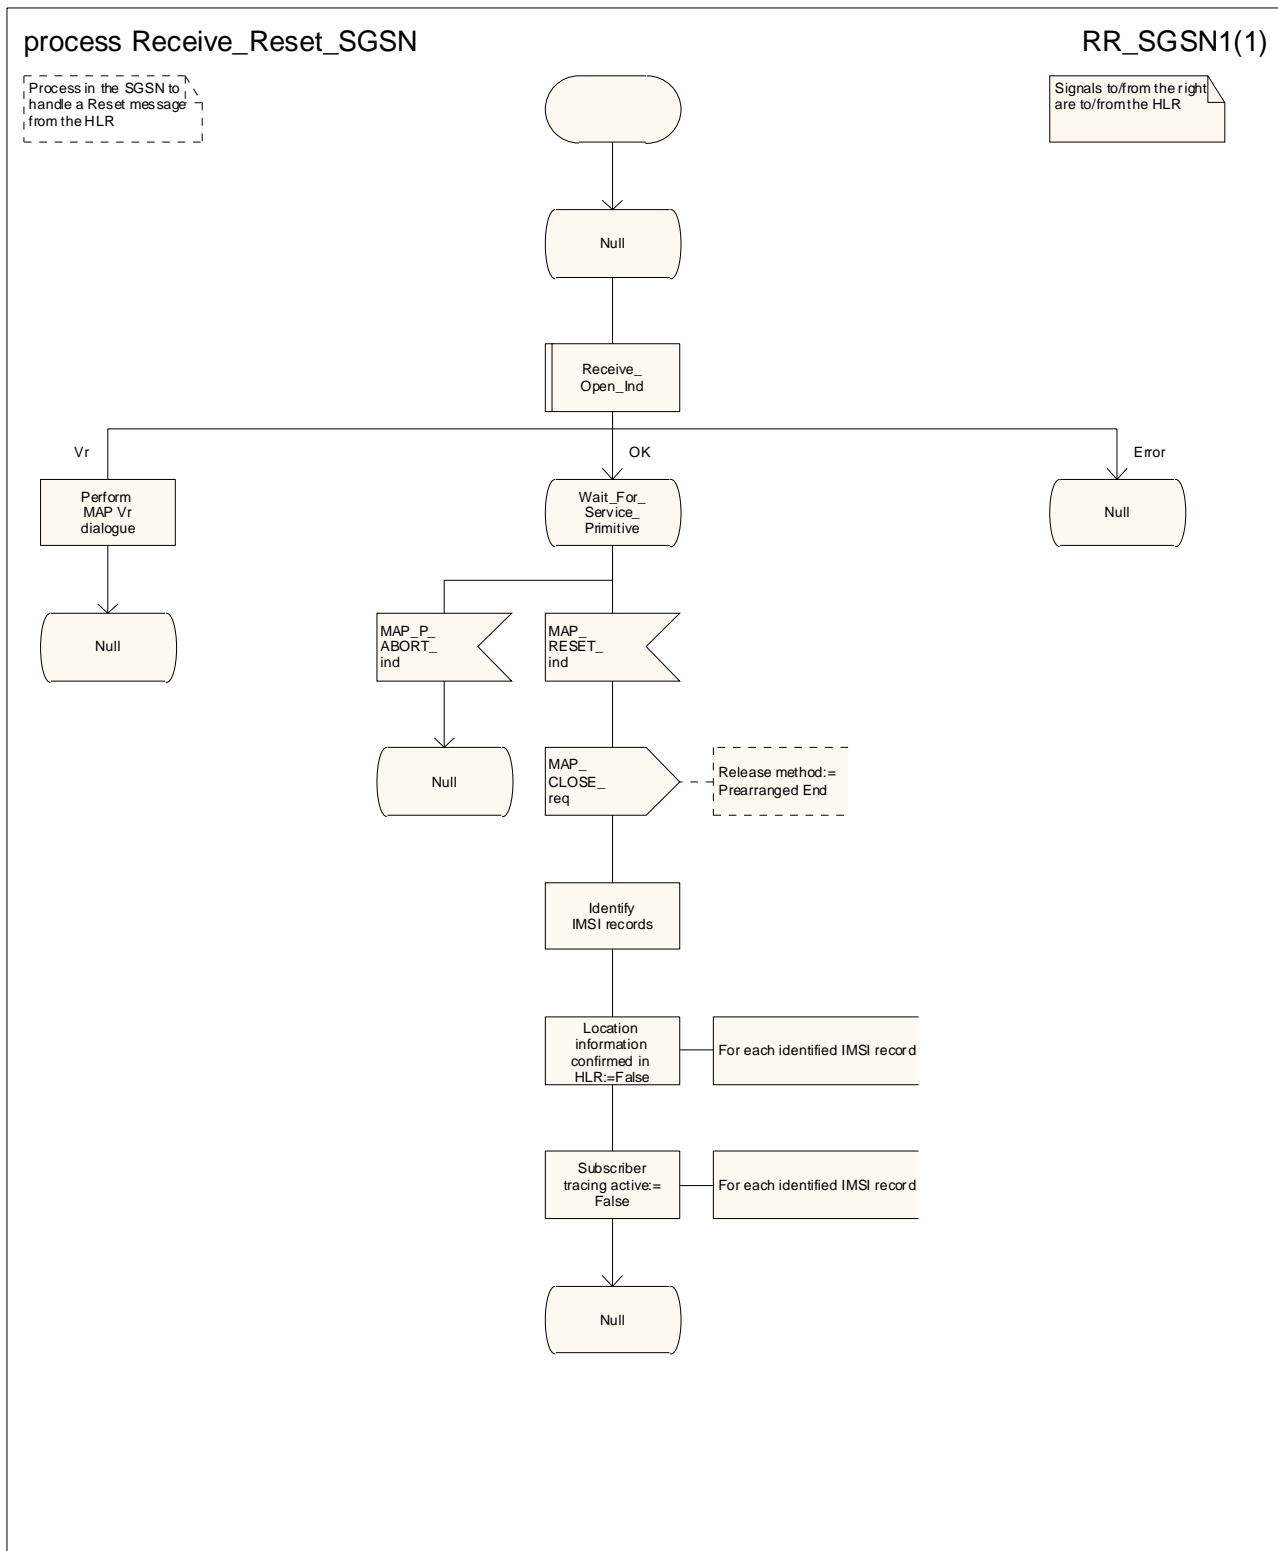 process Receive_Reset_SGSN
RR_SGSN1(1)
Process in the SGSN to
handle a Reset message
from the HLR
Signals to/from the right
are to/from the HLR
Null
Receive_
Open_Ind
Vr
OK
Error
Perform
MAP Vr
dialogue
Wait_For_
Service_
Primitive
Null
Null
MAP_P_
ABORT_
ind
MAP_
RESET_
ind
Null
MAP_
CLOSE_
req
Release method:=
Prearranged End
Identify
IMSI records
Location
information
confirmed in
HLR:=False
For each identified IMSI record
Subscriber
tracing active:=
False
For each identified IMSI record
Null